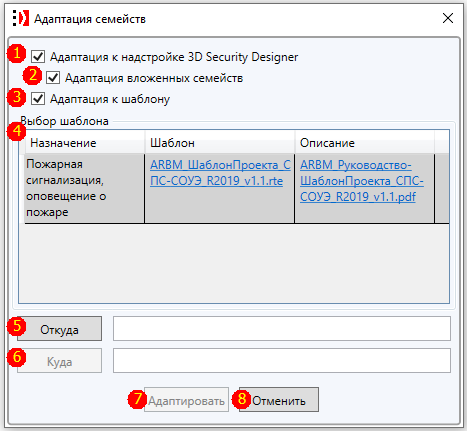 Адаптация семейств
1 Адаптация к надстройке 3D Security Designer
2 Адаптация вложенных семейств
3 Адаптация к шаблону
Выбор шаблона
4
Назначение Шаблон Описание
Пожарная ARBM_ШаблонПроекта_С ARBM_Руководство-
сигнализация, ПС-СОУЭ_R2019_v1.1.rte ШаблонПроекта_СПС-
оповещение о СОУЭ_R2019_v1.1.pdf
пожаре
5 Откуда
6 Куда
7 Адаптировать 8 Отменить